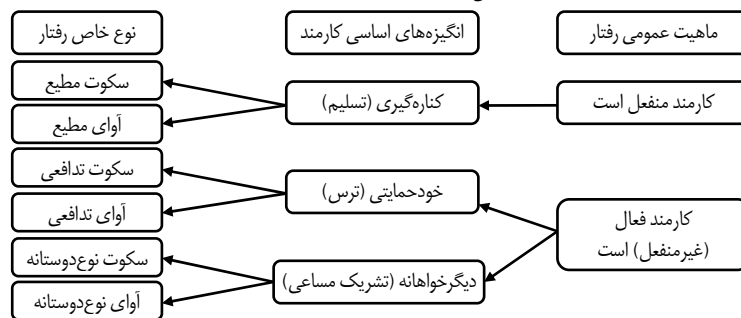 ماهیت عمومی رفتار
انگیزه‌های اساسی کارمند
نوع خاص رفتار
کارمند منفعل است
کناره‌گیری (تسلیم)
سکوت مطیع
آوای مطیع
کارمند فعال
(غیرمنفعل) است
خودحمایتی (ترس)
سکوت تدافعی
آوای تدافعی
دیگرخواهانه (تشریک مساعی)
سکوت نوع‌دوستانه
آوای نوع‌دوستانه